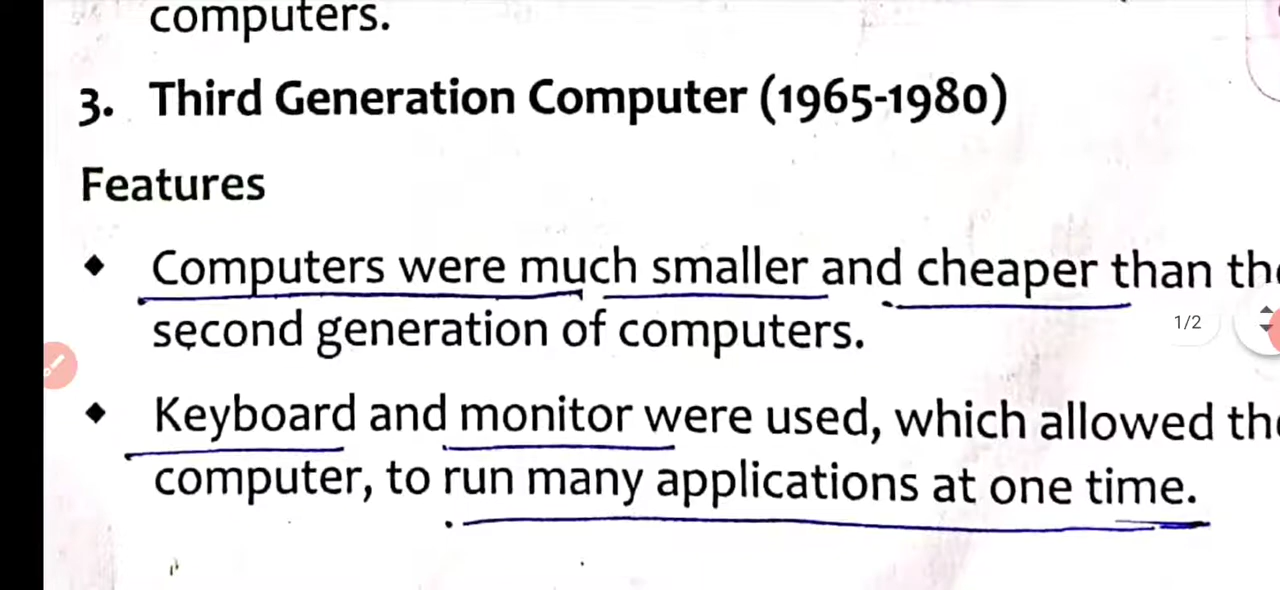 computers.
3. Third Generation Computer (1965-1980)
Features
◆ Computers were much smaller and cheaper than
second generation of computers.
1/2
◆ Keyboard and monitor were used, which allowed
computer, to run many applications at one time.